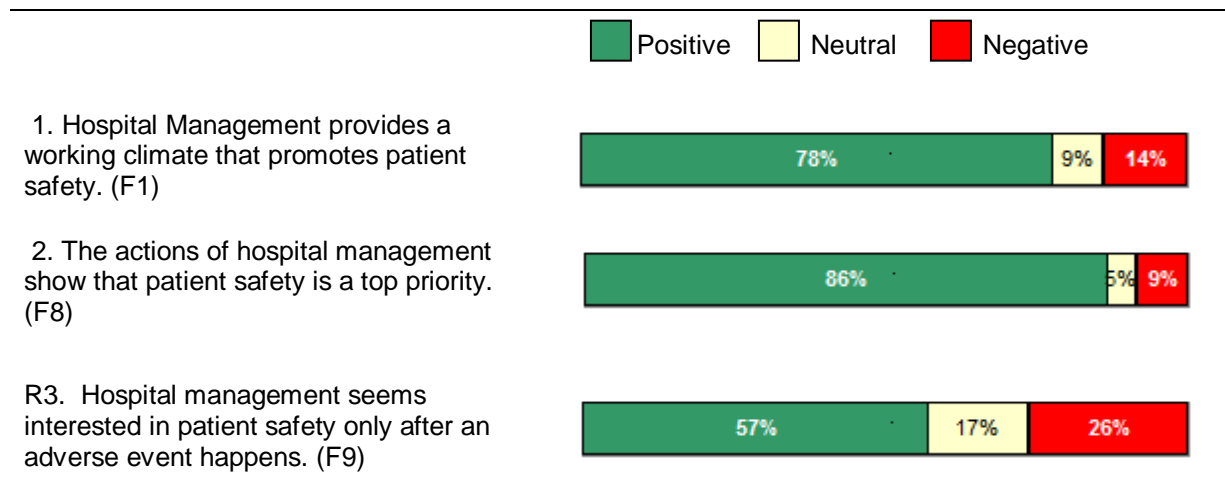 Positive Neutral Negative
1. Hospital Management provides a
working climate that promotes patient
safety. (F1)
78% 9% 14%
2. The actions of hospital management
show that patient safety is a top priority.
(F8)
86% 5% 9%
R3. Hospital management seems
interested in patient safety only after an
adverse event happens. (F9)
57% 17% 26%